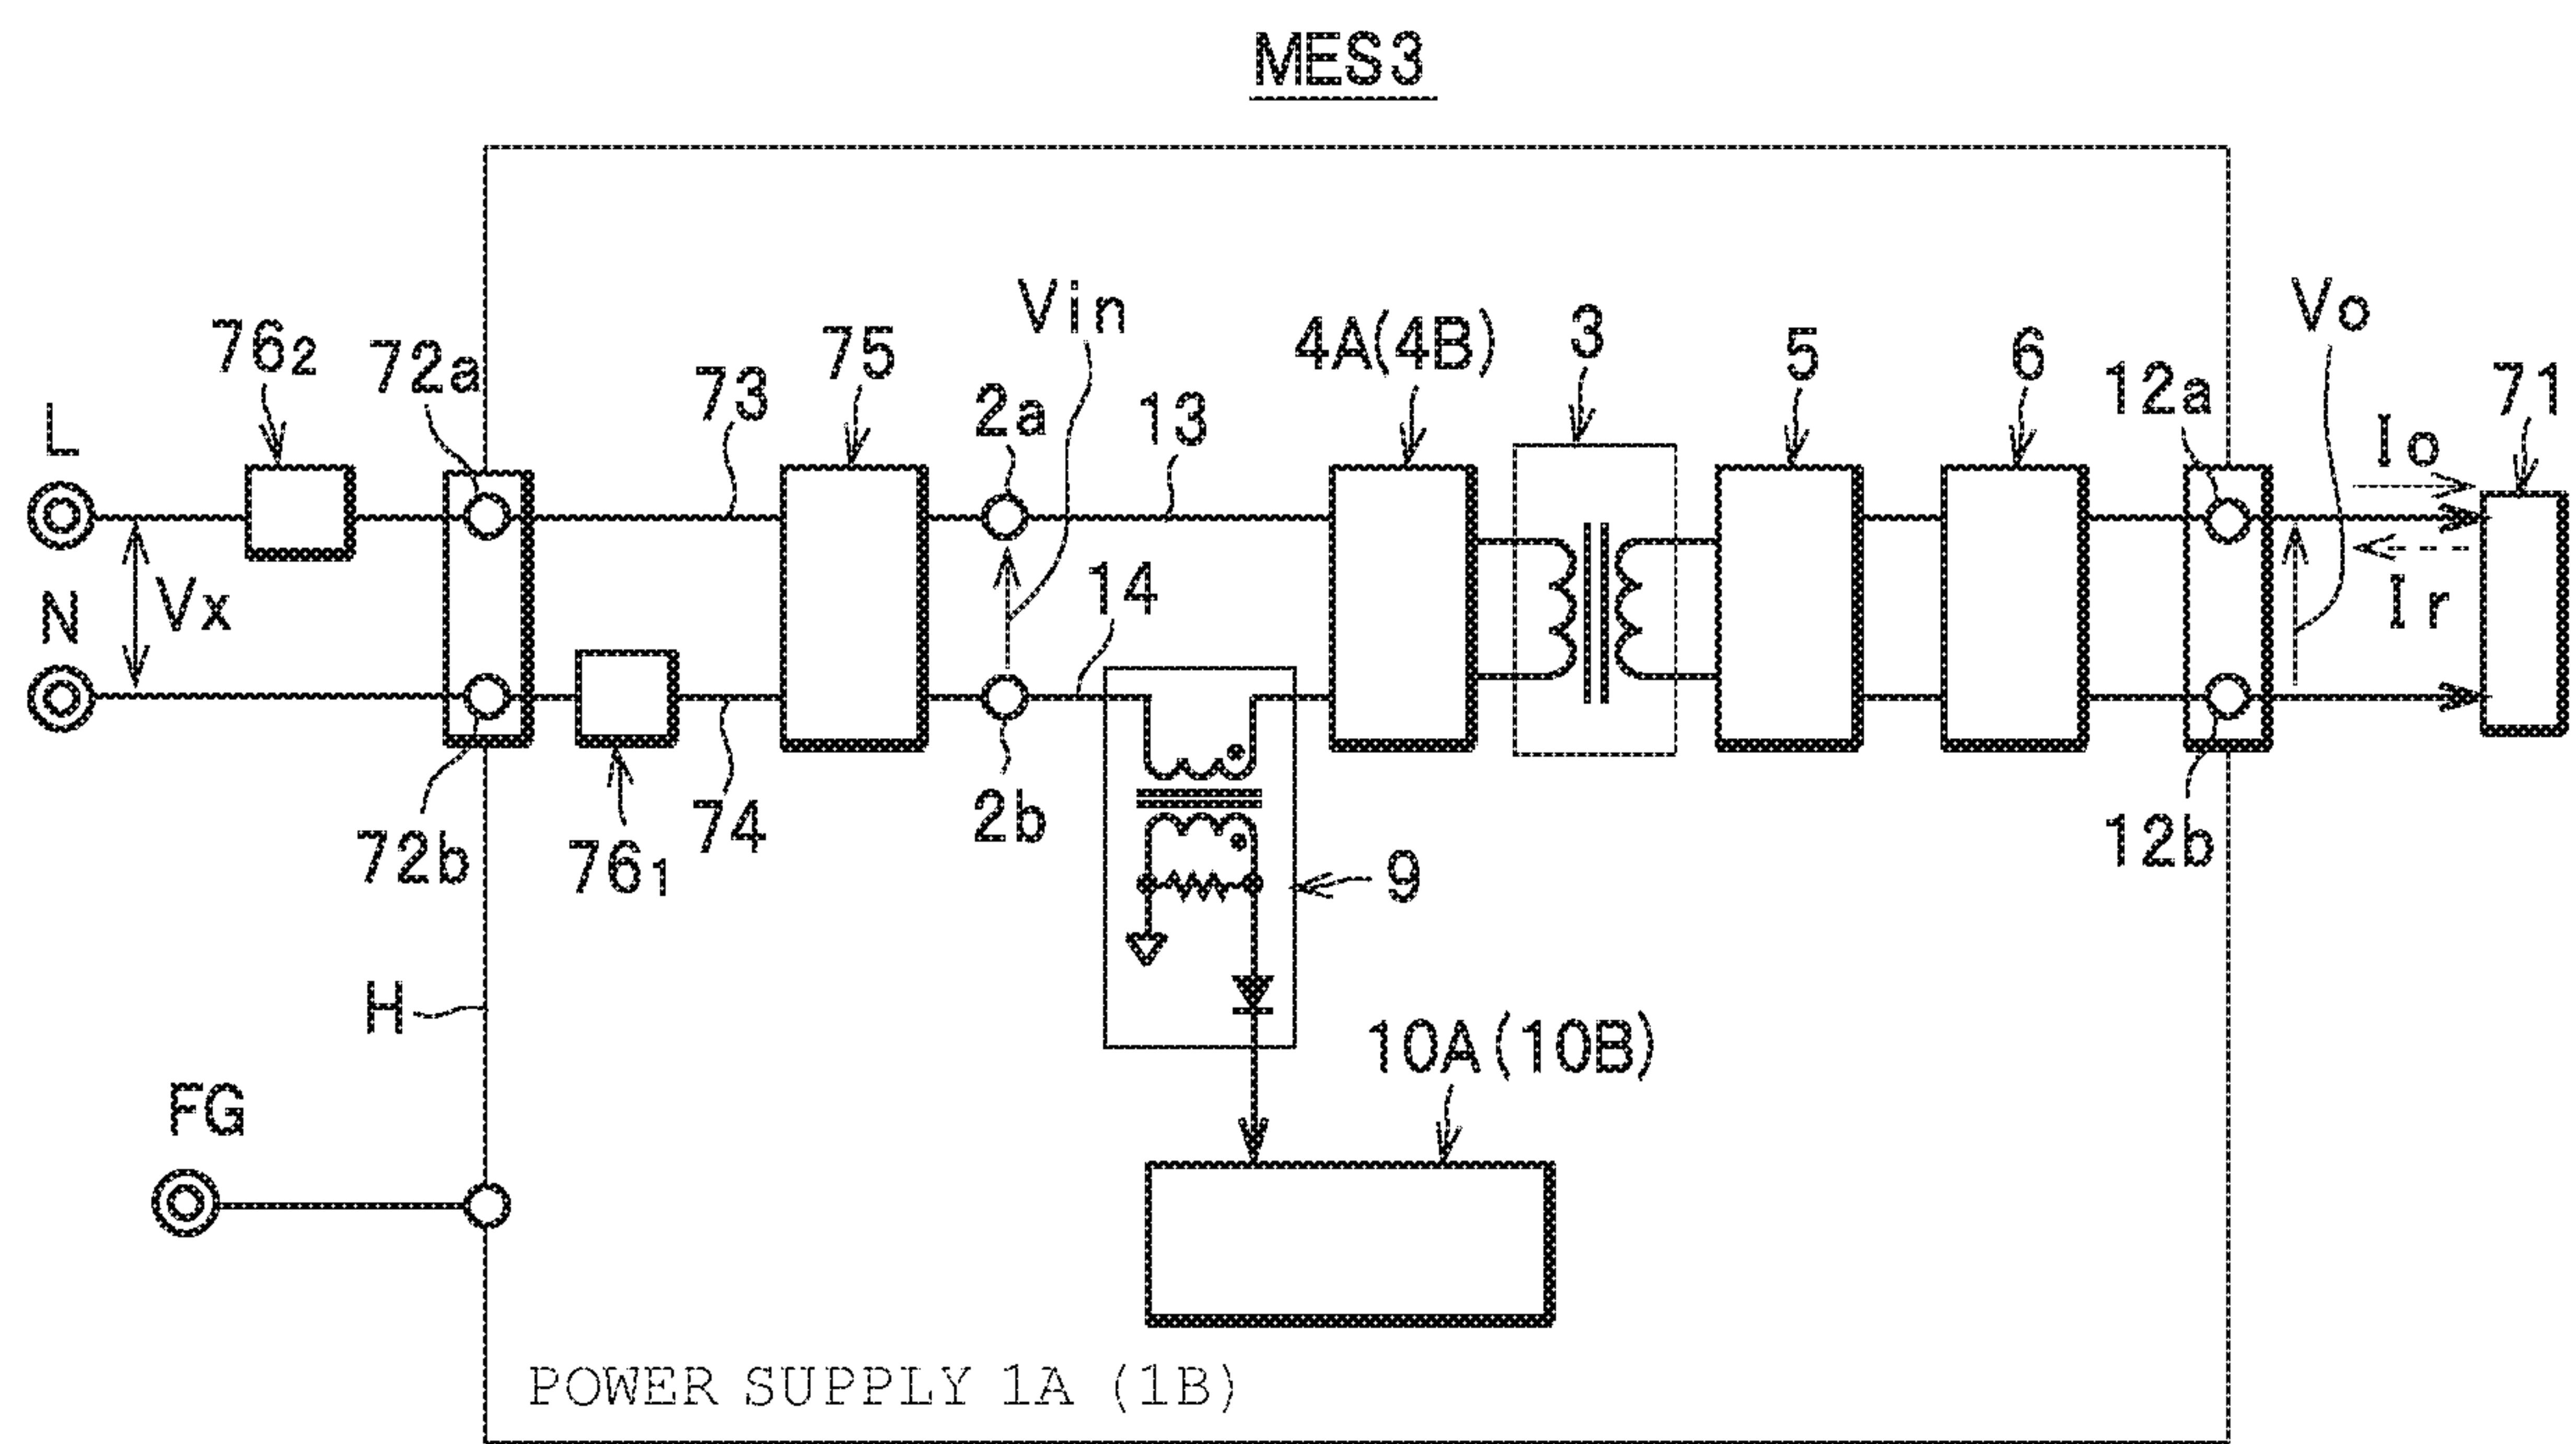 MES3
Vin
Vo
76₂
72a
73
75
2a
13
4A(4B)
3
5
6
12a
Io
71
L
N
Vx
14
Ir
72b
76₁
74
2b
9
12b
H
10A(10B)
FG
POWER SUPPLY 1A (1B)